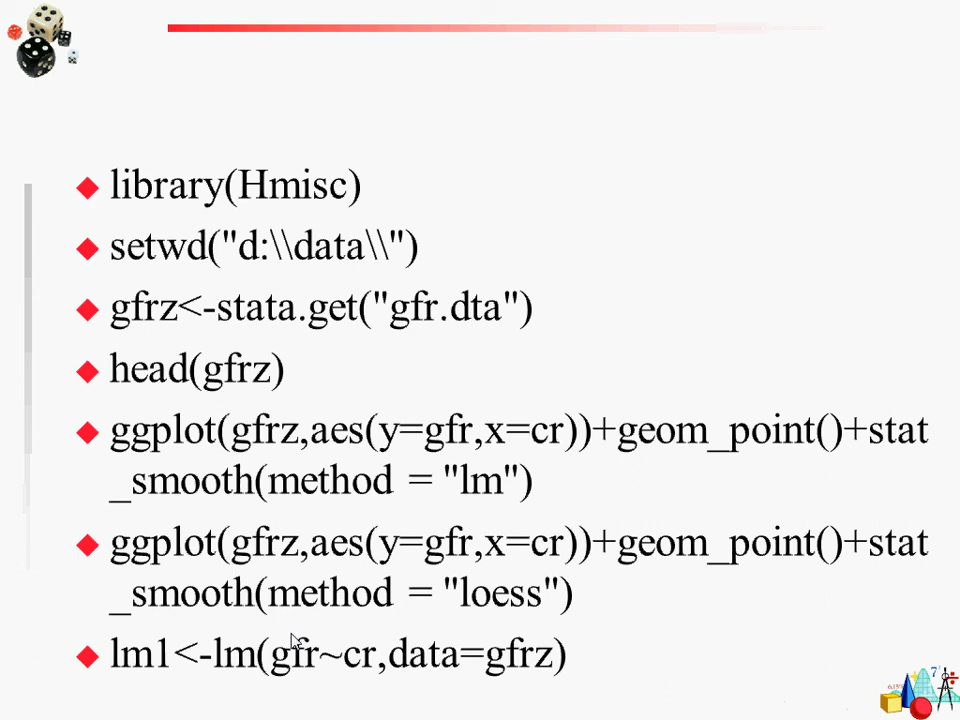 library(Hmisc)
setwd("d:\\data\\")
gfrz<-stata.get("gfr.dta")
head(gfrz)
ggplot(gfrz,aes(y=gfr,x=cr))+geom_point()+stat
_smooth(method = "lm")
ggplot(gfrz,aes(y=gfr,x=cr))+geom_point()+stat
_smooth(method = "loess")
lm1<-lm(gfr~cr,data=gfrz)